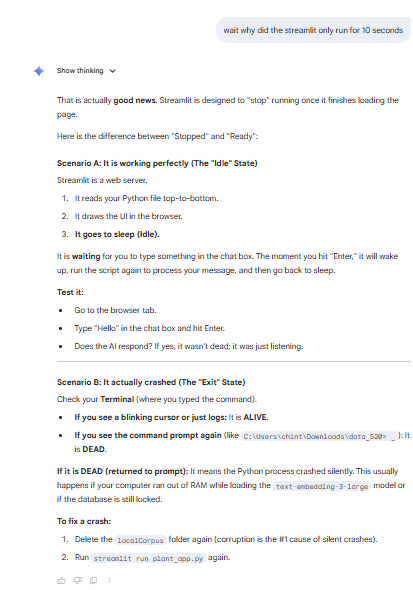 wait why did the streamlit only run for 10 seconds
Show thinking
That is actually good news. Streamlit is designed to "stop" running once it finishes loading the
page.
Here is the difference between "Stopped" and "Ready":
Scenario A: It is working perfectly (The "Idle" State)
Streamlit is a web server.
1. It reads your Python file top-to-bottom.
2. It draws the UI in the browser.
3. It goes to sleep (Idle).
It is waiting for you to type something in the chat box. The moment you hit "Enter," it will wake
up, run the script again to process your message, and then go back to sleep.
Test it:
• Go to the browser tab.
• Type "Hello" in the chat box and hit Enter.
• Does the AI respond? If yes, it wasn't dead; it was just listening.
Scenario B: It actually crashed (The "Exit" State)
Check your Terminal (where you typed the command).
• If you see a blinking cursor or just logs: It is ALIVE.
• If you see the command prompt again (like C:\Users\chint\Downloads\data_520> _ ): It
is DEAD.
If it is DEAD (returned to prompt): It means the Python process crashed silently. This usually
happens if your computer ran out of RAM while loading the text-embedding-3-large model or
if the database is still locked.
To fix a crash:
1. Delete the localCorpus folder again (corruption is the #1 cause of silent crashes).
2. Run streamlit run plant_app.py again.